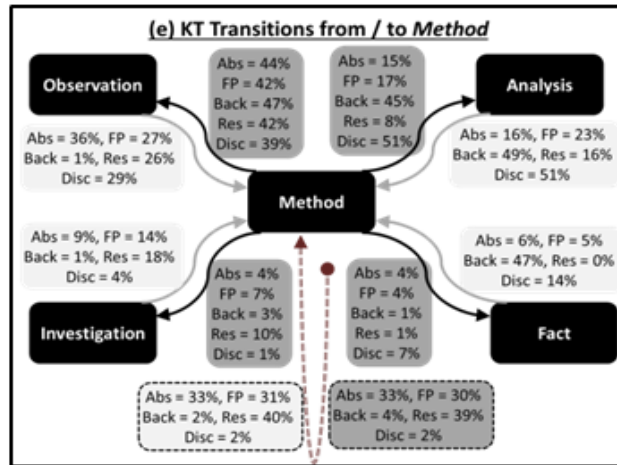 (e) KT Transitions from / to Method
Observation
Abs = 44%
FP = 42%
Back = 47%
Res = 42%
Disc = 39%
Abs = 15%
FP = 17%
Back = 45%
Res = 8%
Disc = 51%
Analysis
Abs = 36%, FP = 27%
Back = 1%, Res = 26%
Disc = 29%
Abs = 16%, FP = 23%
Back = 49%, Res = 16%
Disc = 51%
Method
Abs = 9%, FP = 14%
Back = 1%, Res = 18%
Disc = 4%
Abs = 6%, FP = 5%
Back = 47%, Res = 0%
Disc = 14%
Investigation
Abs = 4%
FP = 7%
Back = 3%
Res = 10%
Disc = 1%
Abs = 4%
FP = 4%
Back = 1%
Res = 1%
Disc = 7%
Fact
Abs = 33%, FP = 31%
Back = 2%, Res = 40%
Disc = 2%
Abs = 33%, FP = 30%
Back = 4%, Res = 39%
Disc = 2%